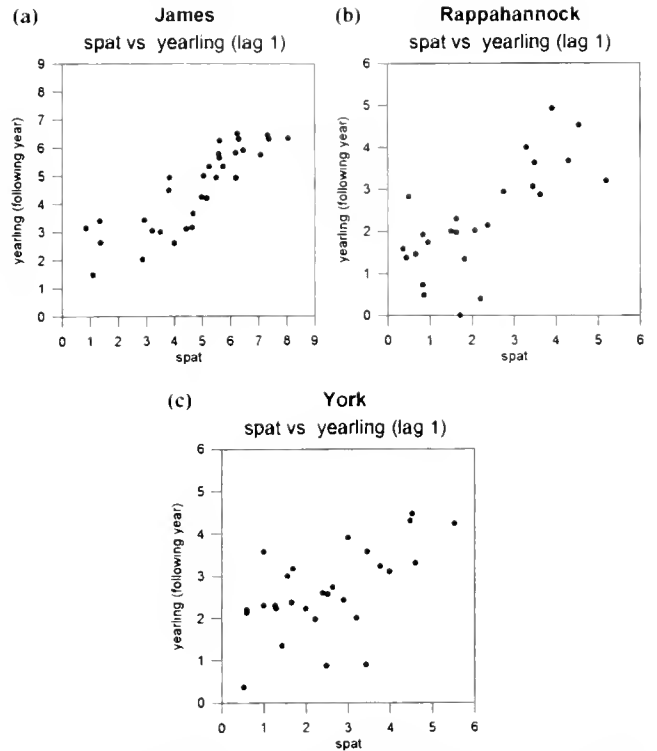 (a) James
spat vs yearling (lag 1)
9
8
7
6
5
4
3
2
1
0
yearling (following year)
0 1 2 3 4 5 6 7 8 9
spat
(b) Rappahannock
spat vs yearling (lag 1)
6
5
4
3
2
1
0
yearling (following year)
0 1 2 3 4 5 6
spat
(c) York
spat vs yearling (lag 1)
6
5
4
3
2
1
0
yearling (following year)
0 1 2 3 4 5 6
spat